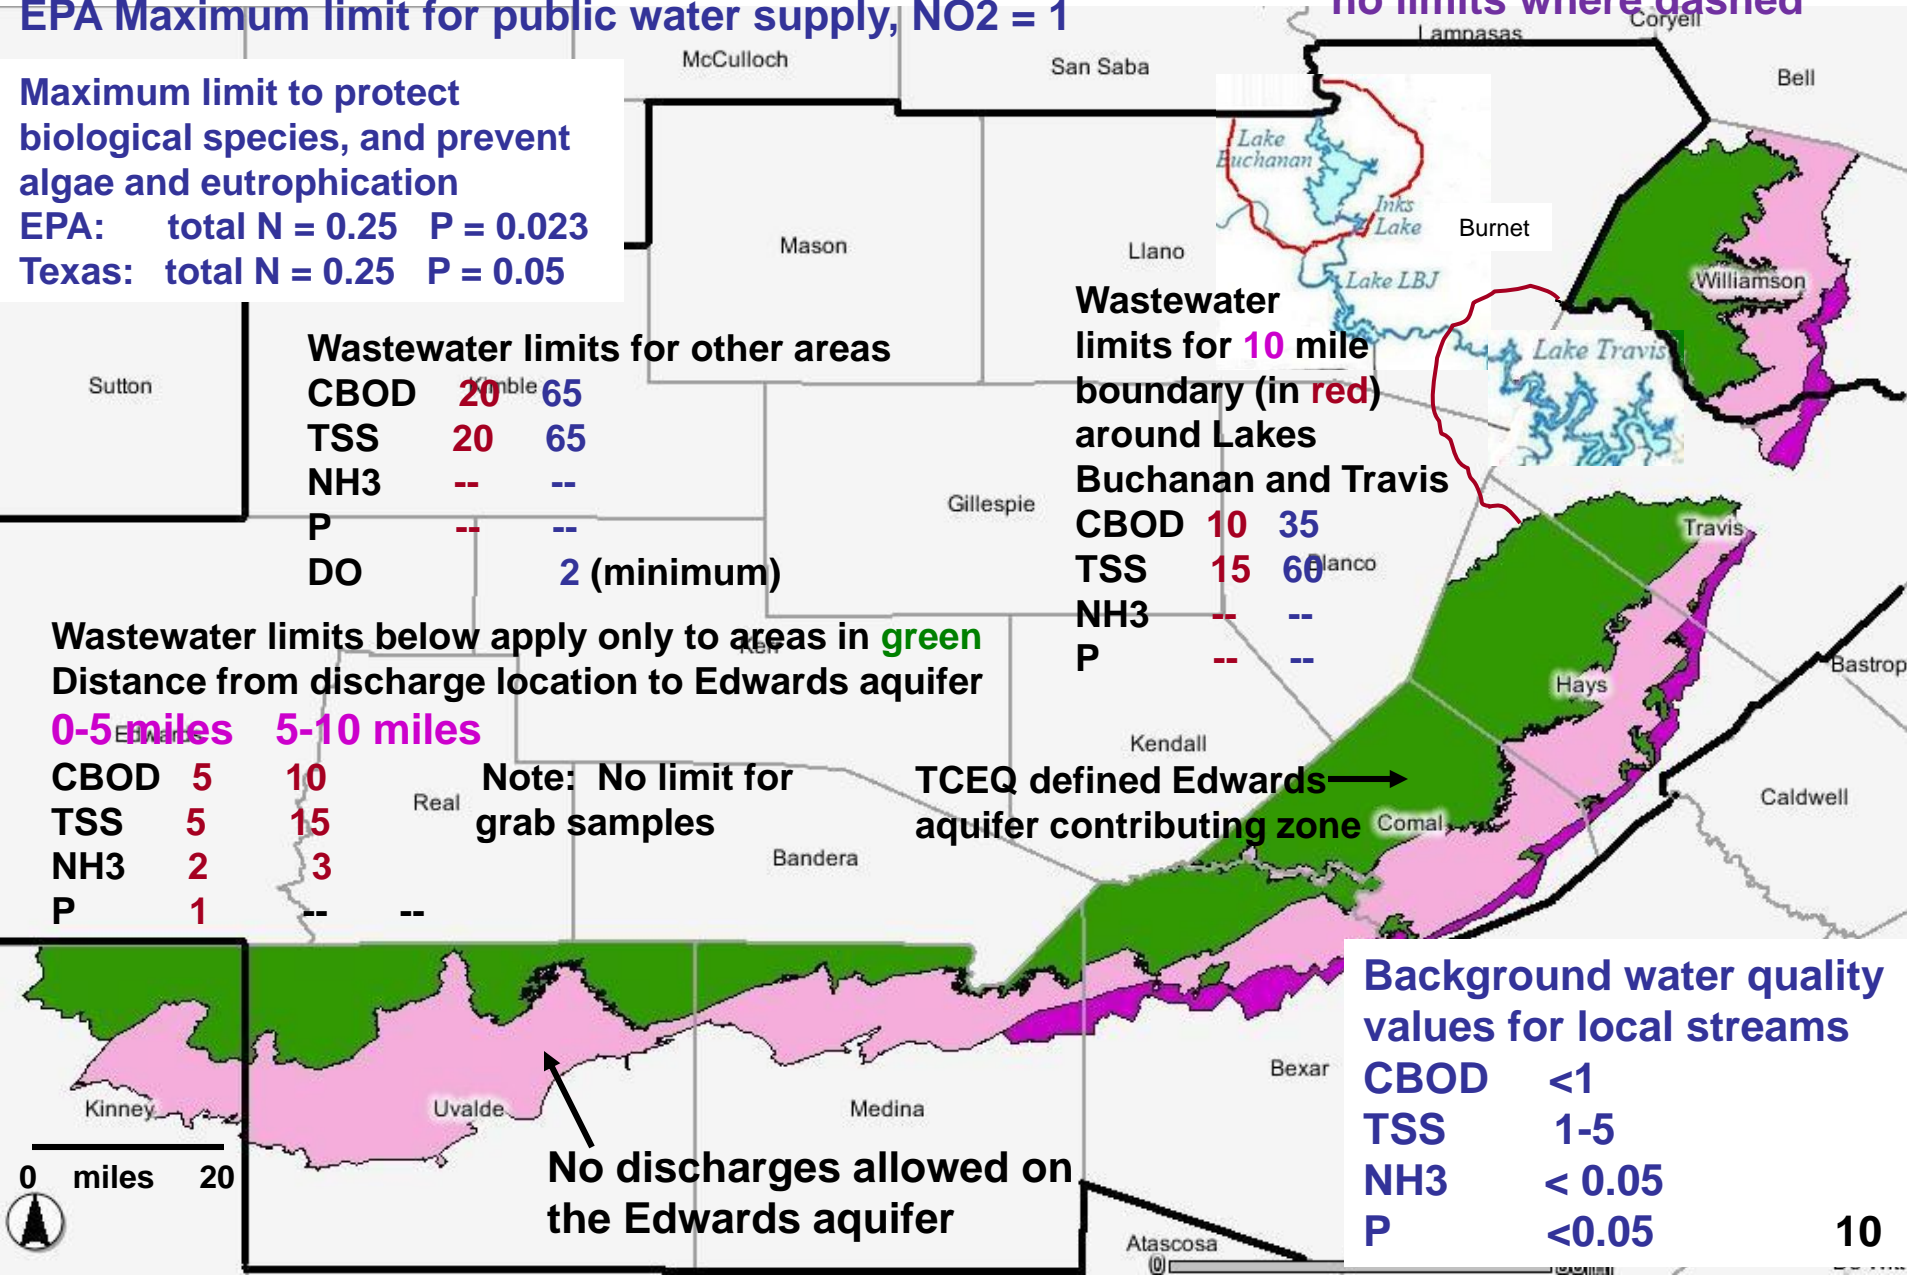 EPA Maximum limit for public water supply, NO2 = 1
no limits where dashed
Coryell
Lampasas
McCulloch
San Saba
Bell
Maximum limit to protect
biological species, and prevent
algae and eutrophication
EPA: total N = 0.25 P = 0.023
Texas: total N = 0.25 P = 0.05
Lake
Buchanan
Inks
Lake
Burnet
Mason
Llano
Lake LBJ
Williamson
Lake Travis
Wastewater
limits for 10 mile
boundary (in red)
around Lakes
Buchanan and Travis
CBOD 10 35
TSS 15 60
NH3 -- --
P -- --
Blanco
Wastewater limits for other areas
CBOD 20 65
TSS 20 65
NH3 -- --
P -- --
DO 2 (minimum)
Sutton
Kimble
Gillespie
Travis
Wastewater limits below apply only to areas in green
Distance from discharge location to Edwards aquifer
0-5 miles 5-10 miles
CBOD 5 10
TSS 5 15
NH3 2 3
P 1 -- --
Kerr
Edwards
Real
Note: No limit for
grab samples
Bandera
Kendall
TCEQ defined Edwards
aquifer contributing zone
Comal
Hays
Bastrop
Caldwell
Kinney
Uvalde
Medina
Bexar
0 miles 20
No discharges allowed on
the Edwards aquifer
Atascosa
0
Background water quality
values for local streams
CBOD <1
TSS 1-5
NH3 < 0.05
P <0.05
10